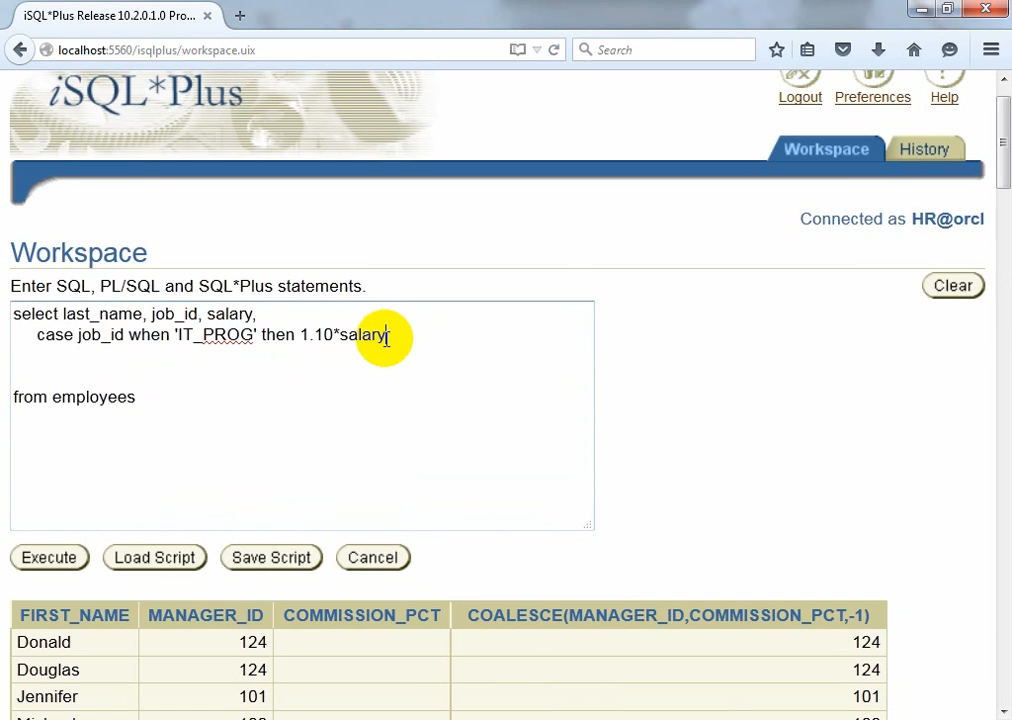 iSQL*Plus Release 10.2.0.1.0 Pro...
localhost:5560/isqlplus/workspace.uix
Search
iSQL*Plus
Logout Preferences Help
Workspace History
Connected as HR@orcl
Workspace
Enter SQL, PL/SQL and SQL*Plus statements.
Clear
select last_name, job_id, salary,
case job_id when 'IT_PROG' then 1.10*salary
from employees
Execute Load Script Save Script Cancel
FIRST_NAME MANAGER_ID COMMISSION_PCT COALESCE(MANAGER_ID,COMMISSION_PCT,-1)
Donald 124 124
Douglas 124 124
Jennifer 101 101